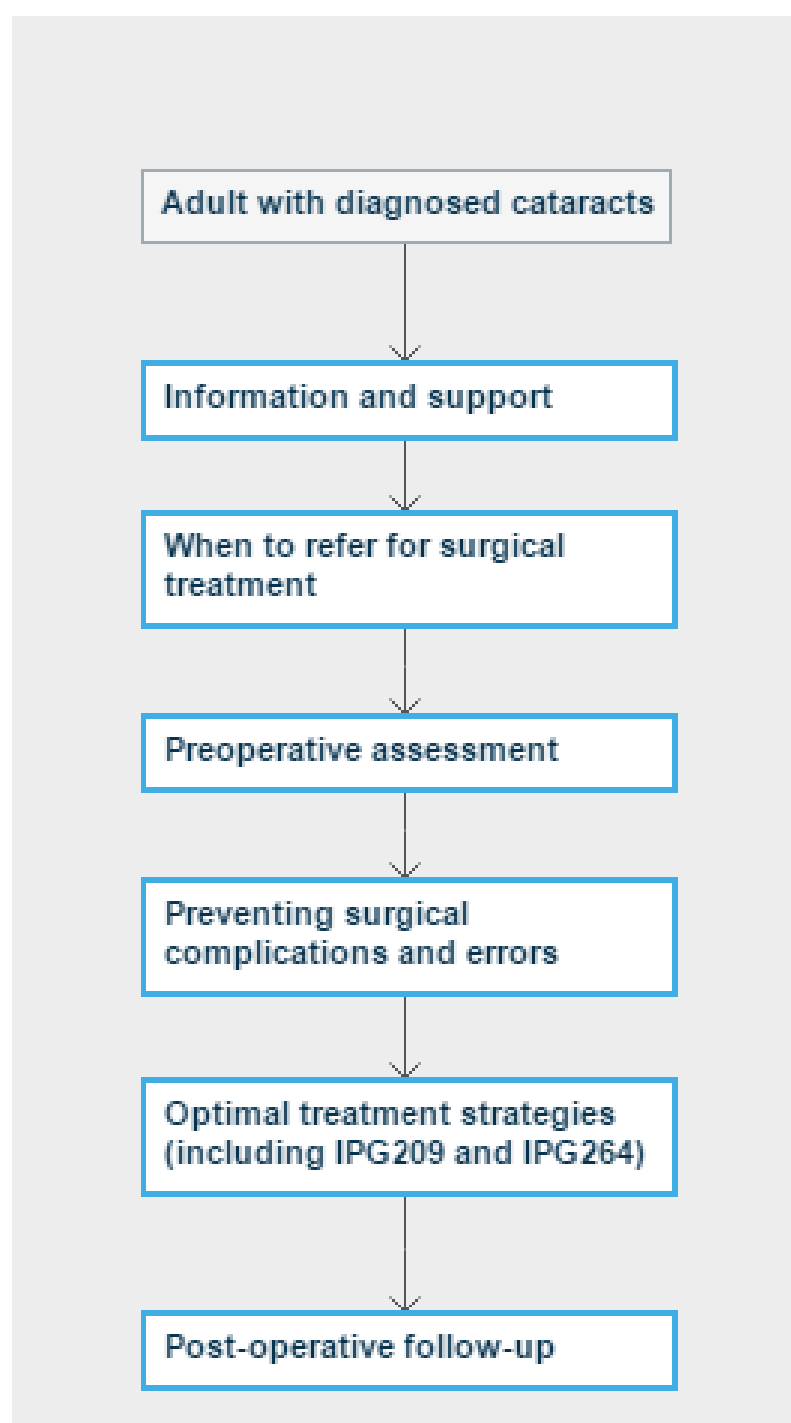 Adult with diagnosed cataracts
Information and support
When to refer for surgical
treatment
Preoperative assessment
Preventing surgical
complications and errors
Optimal treatment strategies
(including IPG209 and IPG264)
Post-operative follow-up